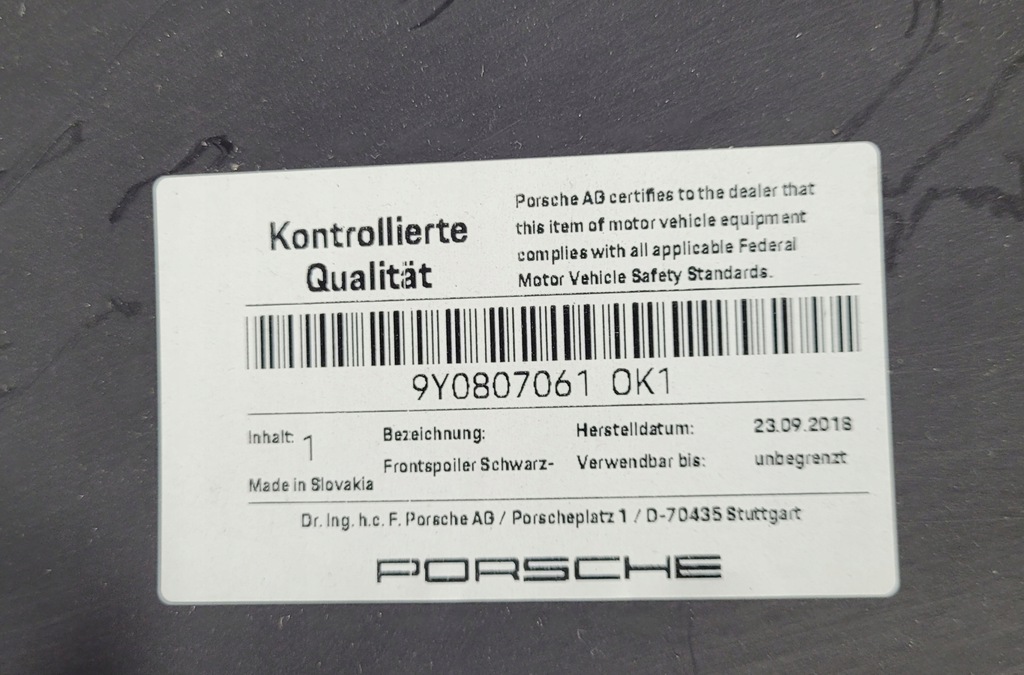 Kontrollierte
Qualität
Porsche AG certifies to the dealer that
this item of motor vehicle equipment
complies with all applicable Federal
Motor Vehicle Safety Standards.
9Y0807061 OK1
Inhalt: 1
Made in Slovakia
Bezeichnung:
Frontspoiler Schwarz-
Herstelldatum: 23.09.2018
Verwendbar bis: unbegrenzt
Dr. Ing. h.c. F. Porsche AG / Porscheplatz 1 / D-70435 Stuttgart
PORSCHE